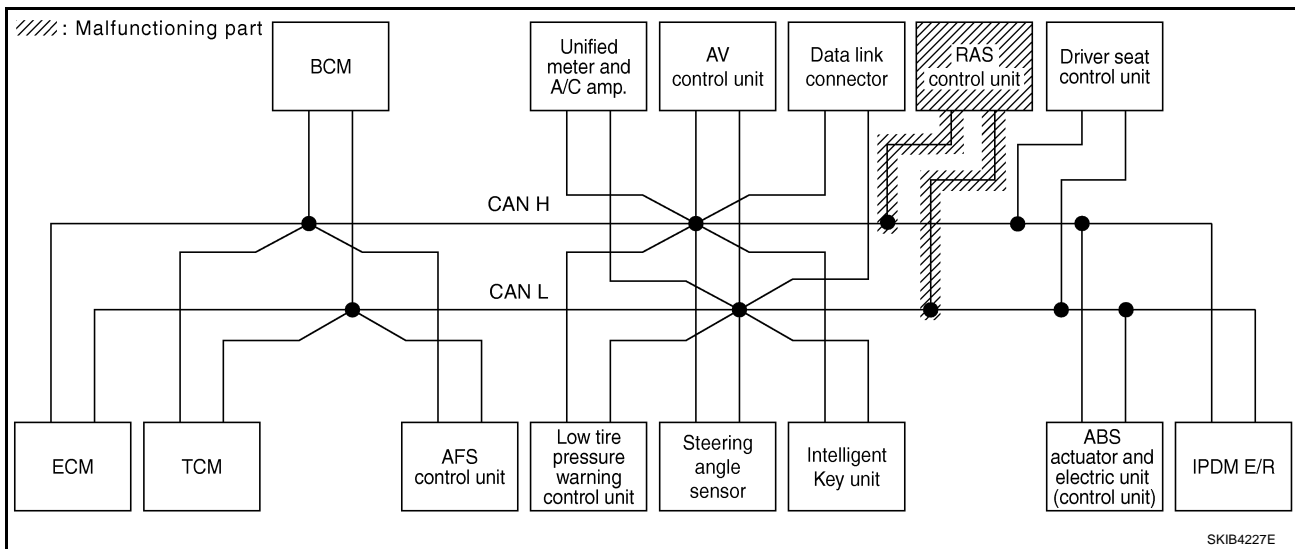 : Malfunctioning part
BCM
Unified
meter and
A/C amp.
AV
control unit
Data link
connector
RAS
control unit
Driver seat
control unit
CAN H
CAN L
ECM
TCM
AFS
control unit
Low tire
pressure
warning
control unit
Steering
angle
sensor
Intelligent
Key unit
ABS
actuator and
electric unit
(control unit)
IPDM E/R
SKIB4227E